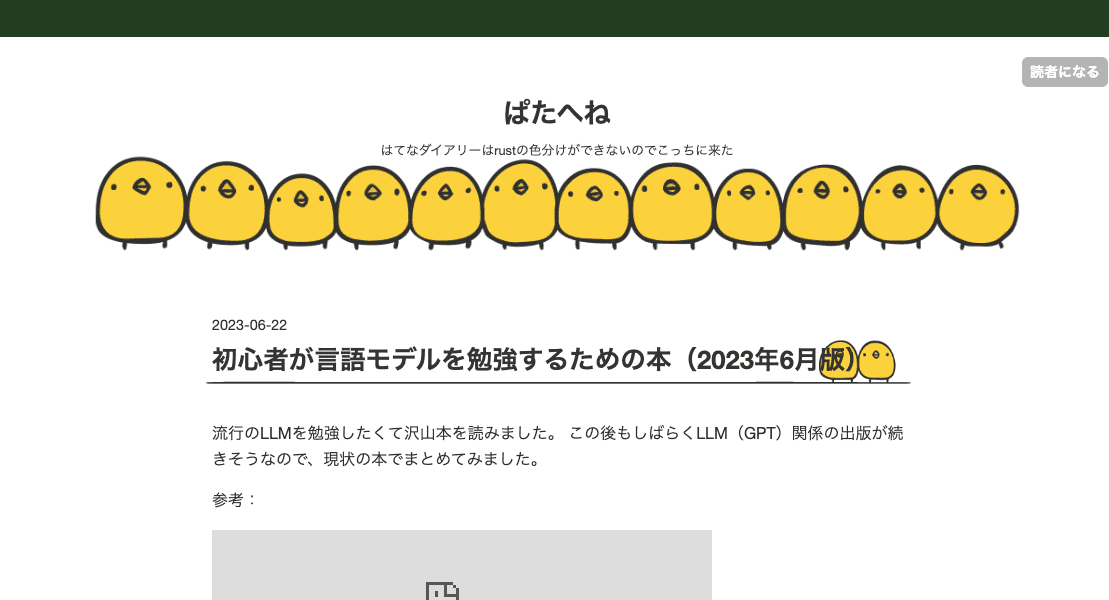 読者になる
ぱたへね
はてなダイアリーはrustの色分けができないのでこっちに来た
2023-06-22
初心者が言語モデルを勉強するための本（2023年6月版）
流行のLLMを勉強したくて沢山本を読みました。 この後もしばらくLLM（GPT）関係の出版が続
きそうなので、現状の本でまとめてみました。
参考：